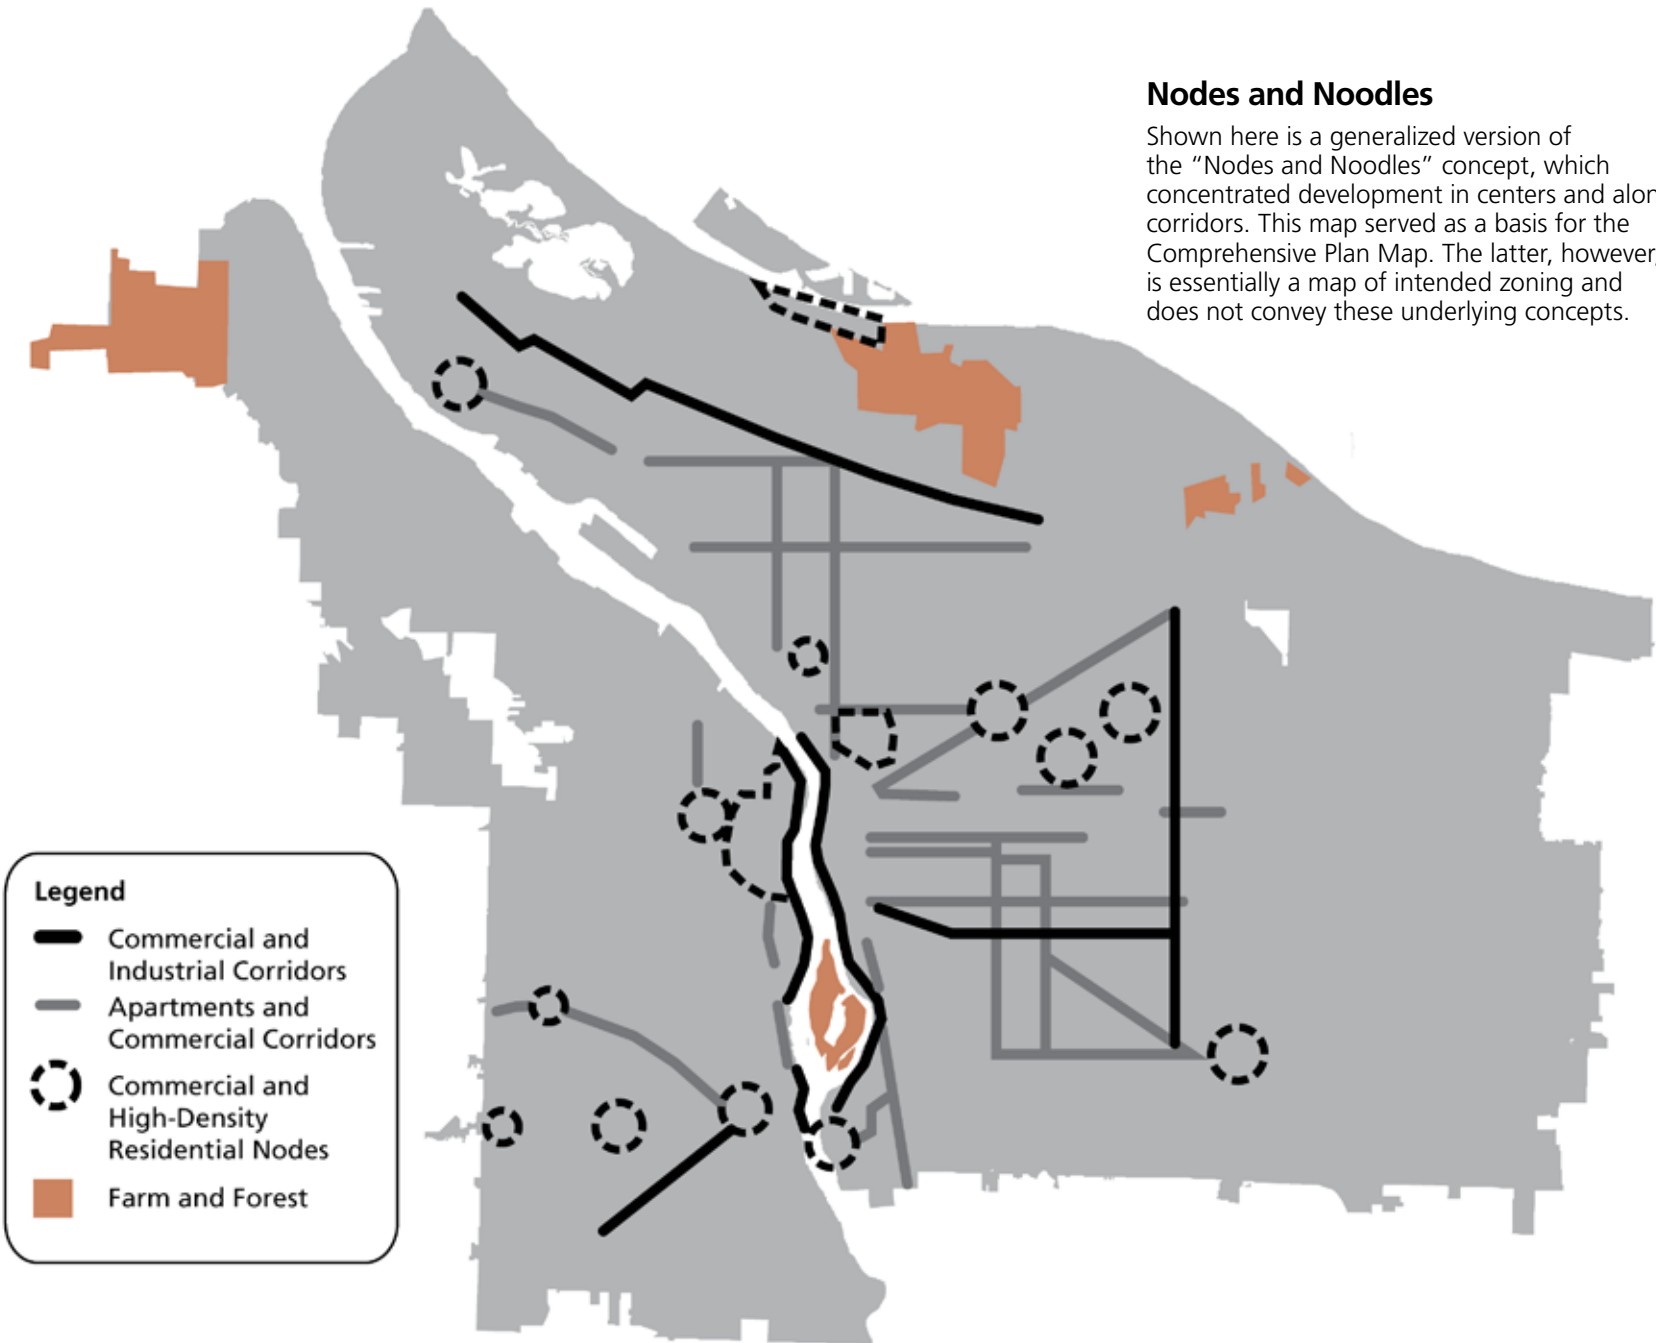 Nodes and Noodles
Shown here is a generalized version of
the “Nodes and Noodles” concept, which
concentrated development in centers and alon
corridors. This map served as a basis for the
Comprehensive Plan Map. The latter, however,
is essentially a map of intended zoning and
does not convey these underlying concepts.
Legend
Commercial and
Industrial Corridors
Apartments and
Commercial Corridors
Commercial and
High-Density
Residential Nodes
Farm and Forest